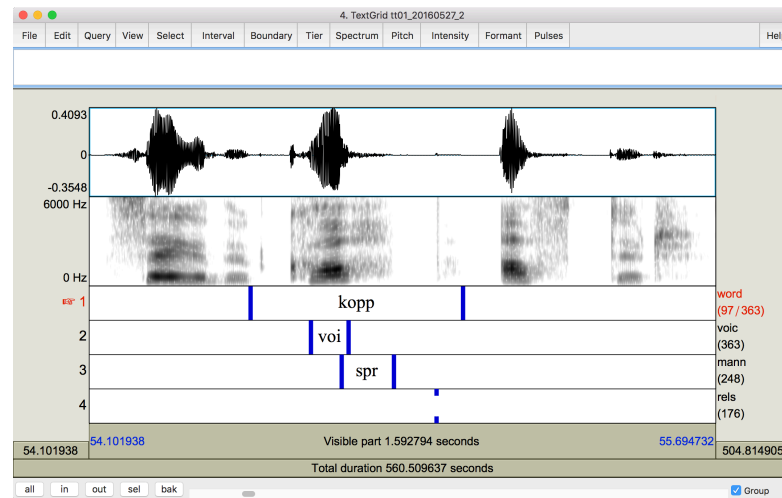 4. TextGrid tt01_20160527_2
File Edit Query View Select Interval Boundary Tier Spectrum Pitch Intensity Formant Pulses Hel
0.4093
0
-0.3548
6000 Hz
0 Hz
1 kopp word
(97/363)
2 voi voic
(363)
3 spr mann
(248)
4 rels
(176)
54.101938 Visible part 1.592794 seconds 55.694732
54.101938 504.814905
Total duration 560.509637 seconds
all in out sel bak Group